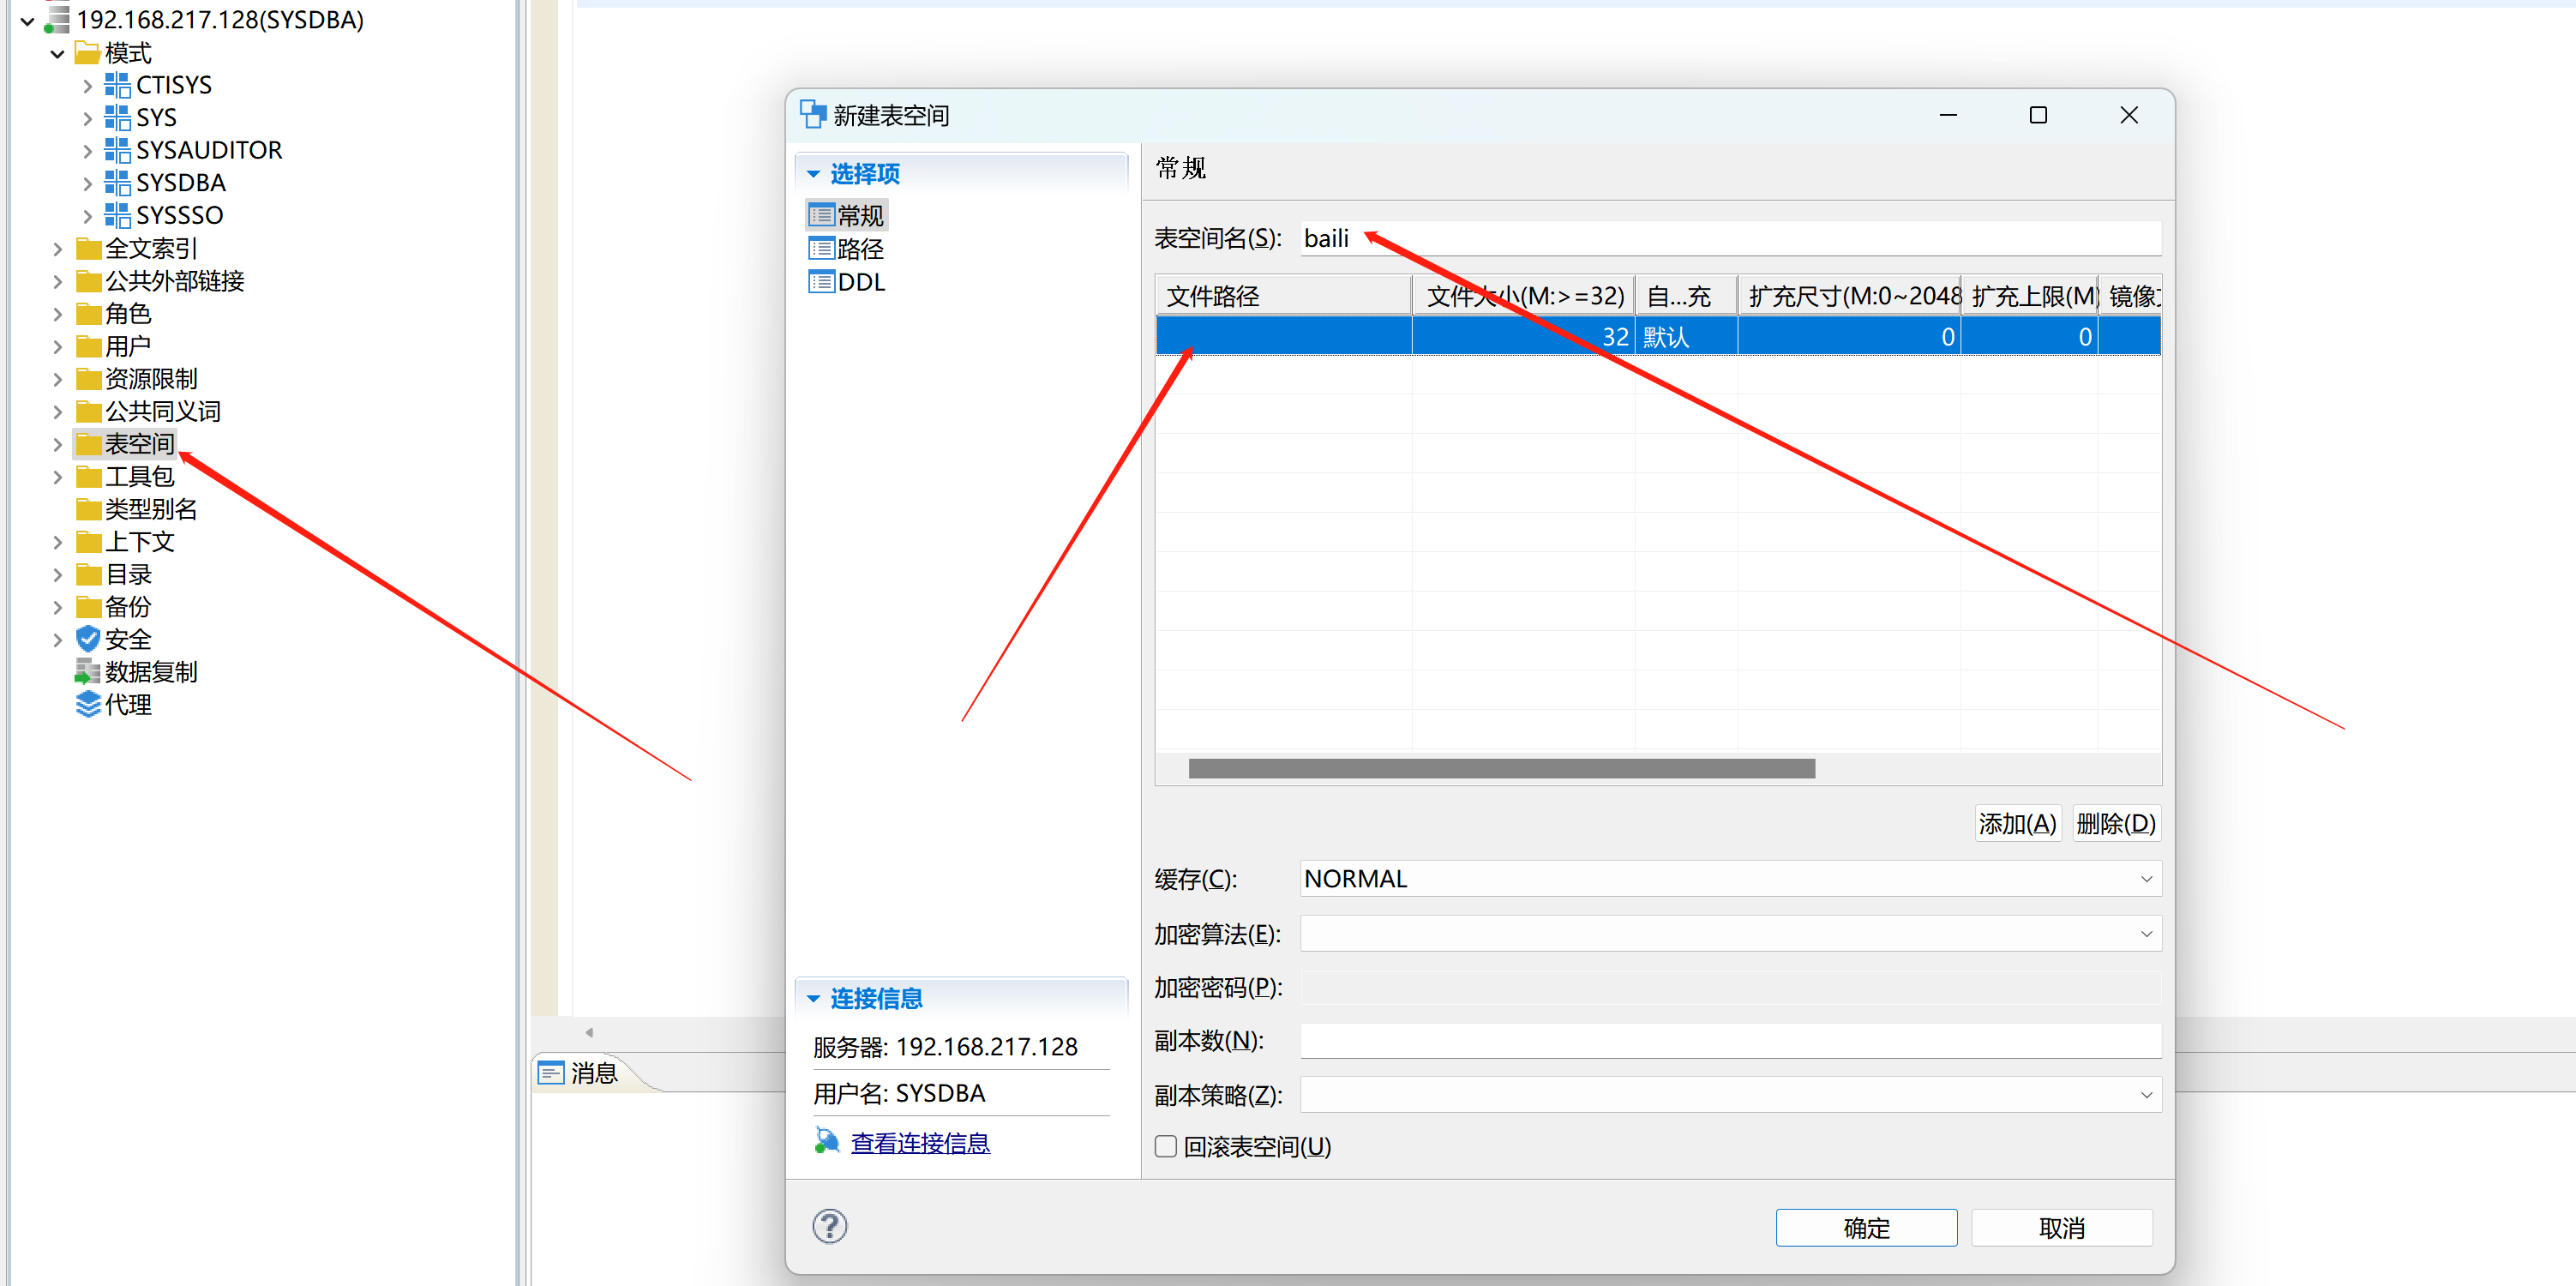 192.168.217.128(SYSDBA)
模式
CTISYS
SYS
SYSAUDITOR
SYSDBA
SYSSSO
全文索引
公共外部链接
角色
用户
资源限制
公共同义词
表空间
工具包
类型别名
上下文
目录
备份
安全
数据复制
代理
消息
新建表空间
选择项
常规
路径
DDL
连接信息
服务器: 192.168.217.128
用户名: SYSDBA
查看连接信息
常规
表空间名(S): baili
文件路径 文件大小(M:>=32) 自...充 扩充尺寸(M:0~2048 扩充上限(M) 镜像
32 默认 0 0
添加(A) 删除(D)
缓存(C): NORMAL
加密算法(E):
加密密码(P):
副本数(N):
副本策略(Z):
回滚表空间(U)
确定 取消